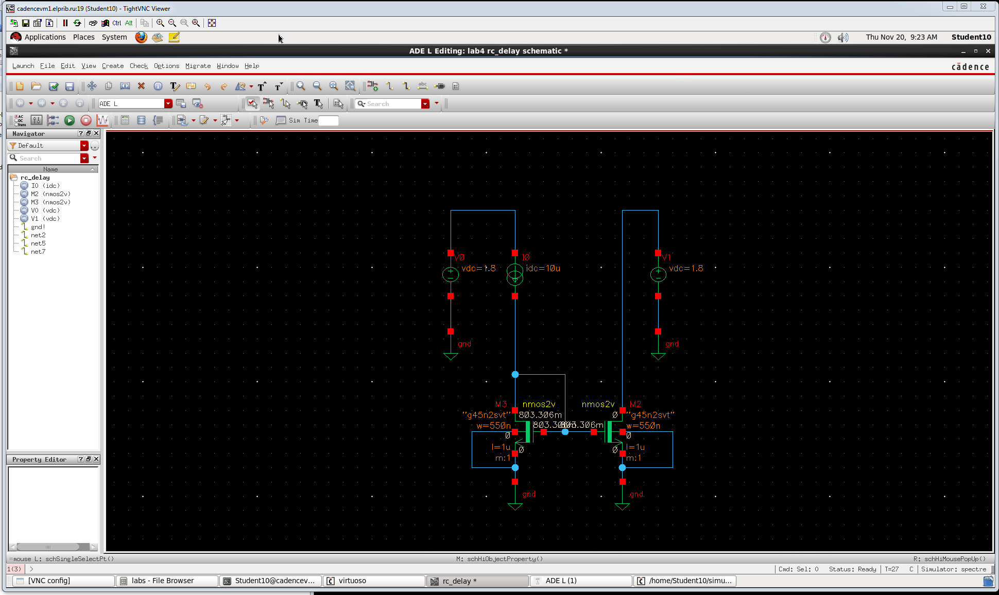 cadencevm1.elprib.ru:19 (Student10) - TightVNC Viewer
Ctrl Alt
Applications Places System Thu Nov 20, 9:23 AM Student10
ADE L Editing: lab4 rc_delay schematic *
Launch File Edit View Create Check Options Migrate Window Help cādence
ADE L Search
AC DC Trans Sim Time
Navigator
Default
Search
Name
rc_delay
I0 (idc)
M2 (nmos2v)
M3 (nmos2v)
V0 (vdc)
V1 (vdc)
gnd!
net2
net5
net7
V0 I0 V1
vdc=1.8 idc=10u vdc=1.8
gnd gnd
M3 nmos2v nmos2v M2
"g45n2svt" 803.306m 0 "g45n2svt"
w=550n 803.306m w=550n
0 0
l=1u 0 0 l=1u
m:1 m:1
gnd gnd
Property Editor
mouse L: schSingleSelectPt() M: schHiObjectProperty() R: schHiMousePopUp()
1(3) > Cmd: Sel: 0 Status: Ready T=27 C Simulator: spectre
[VNC config] labs - File Browser Student10@cadencev... virtuoso rc_delay * ADE L (1) /home/Student10/simu...